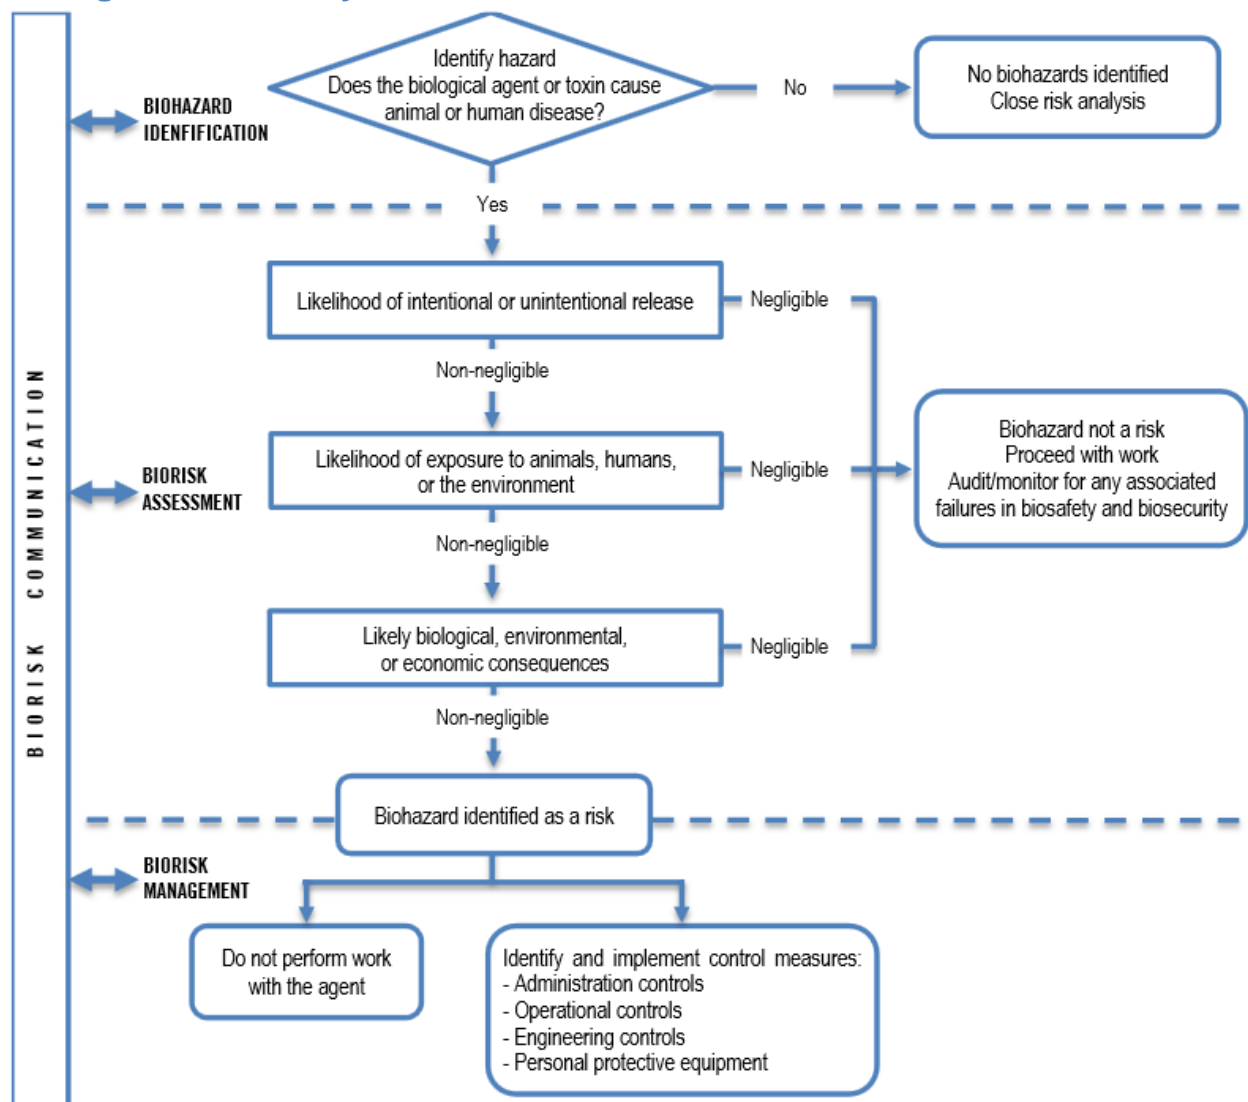 Identify hazard
Does the biological agent or toxin cause
animal or human disease?
No
No biohazards identified
Close risk analysis
BIOHAZARD
IDENFIFICATION
Yes
Likelihood of intentional or unintentional release
Negligible
Non-negligible
BIORISK COMMUNICATION
BIORISK
ASSESSMENT
Likelihood of exposure to animals, humans,
or the environment
Negligible
Biohazard not a risk
Proceed with work
Audit/monitor for any associated
failures in biosafety and biosecurity
Non-negligible
Likely biological, environmental,
or economic consequences
Negligible
Non-negligible
Biohazard identified as a risk
BIORISK
MANAGEMENT
Do not perform work
with the agent
Identify and implement control measures:
- Administration controls
- Operational controls
- Engineering controls
- Personal protective equipment